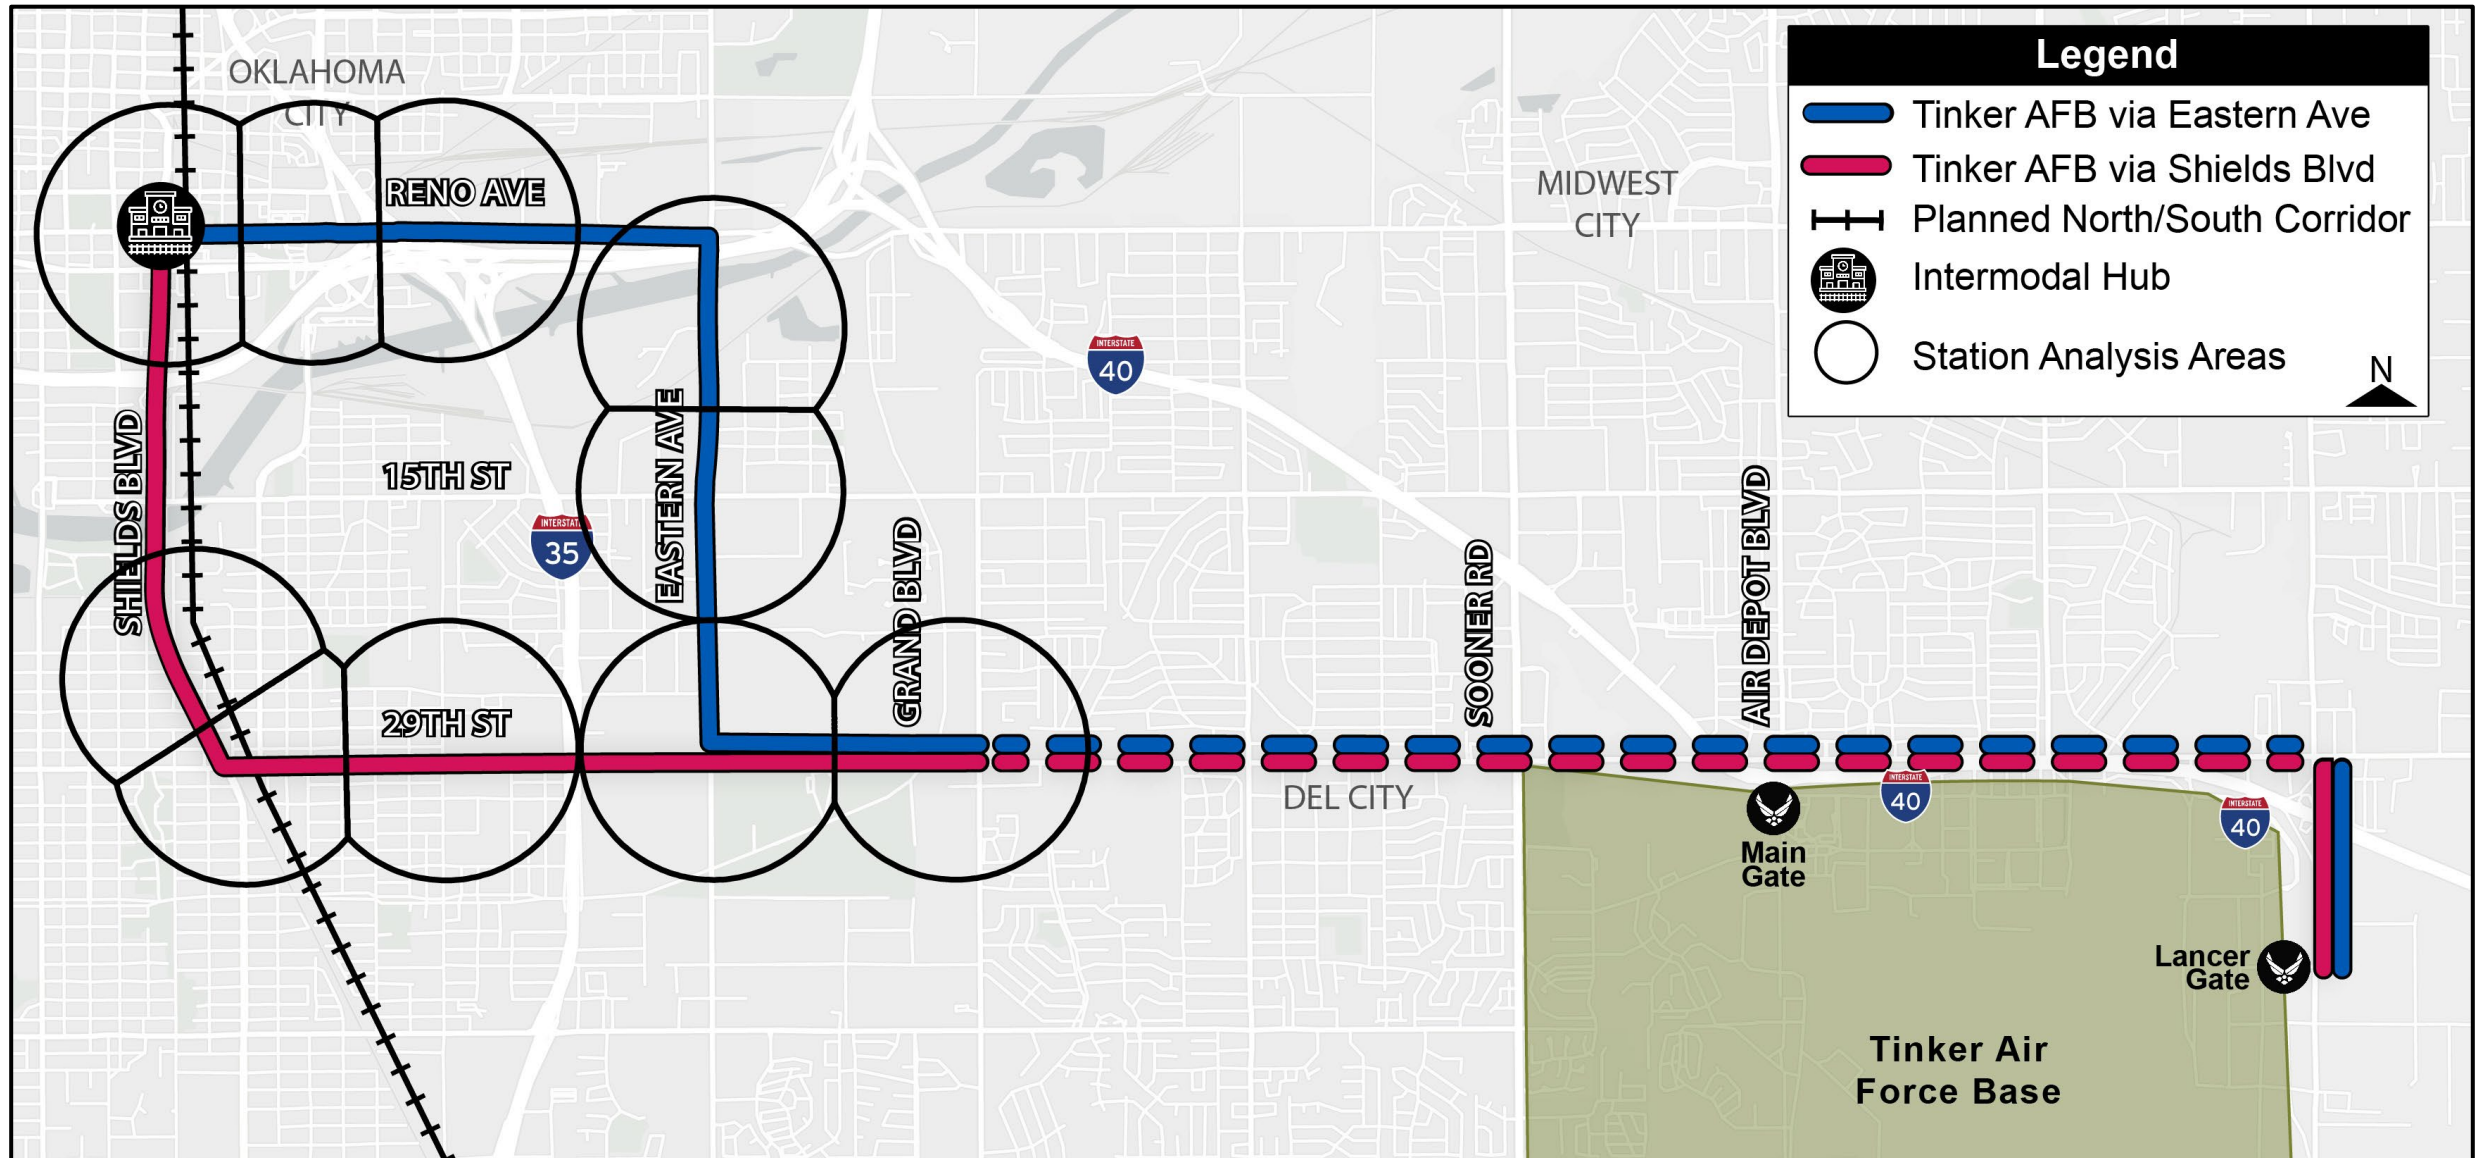 OKLAHOMA
CITY
RENO AVE
MIDWEST
CITY
Legend
Tinker AFB via Eastern Ave
Tinker AFB via Shields Blvd
Planned North/South Corridor
Intermodal Hub
Station Analysis Areas
N
INTERSTATE
40
SHIELDS BLVD
15TH ST
INTERSTATE
35
EASTERN AVE
GRAND BLVD
SOONER RD
AIR DEPOT BLVD
29TH ST
DEL CITY
INTERSTATE
40
INTERSTATE
40
Main
Gate
Lancer
Gate
Tinker Air
Force Base